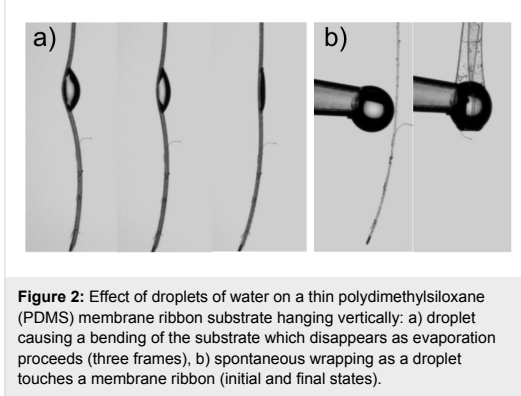 a)
b)
Figure 2: Effect of droplets of water on a thin polydimethylsiloxane
(PDMS) membrane ribbon substrate hanging vertically: a) droplet
causing a bending of the substrate which disappears as evaporation
proceeds (three frames), b) spontaneous wrapping as a droplet
touches a membrane ribbon (initial and final states).